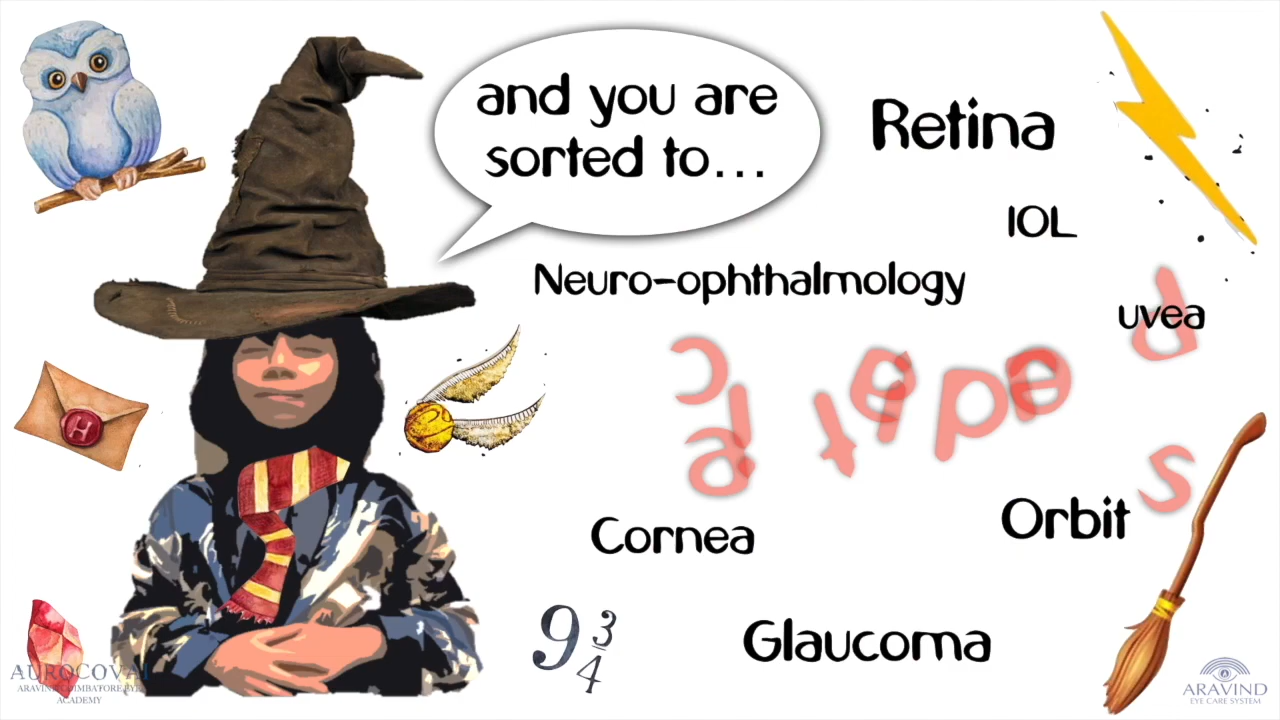 and you are
sorted to...
Retina
IOL
Neuro-ophthalmology
uvea
Cornea
Orbit
9 3/4
Glaucoma
H
AUROCOVAI
ACADEMY
ARAVIND
EYE CARE SYSTEM